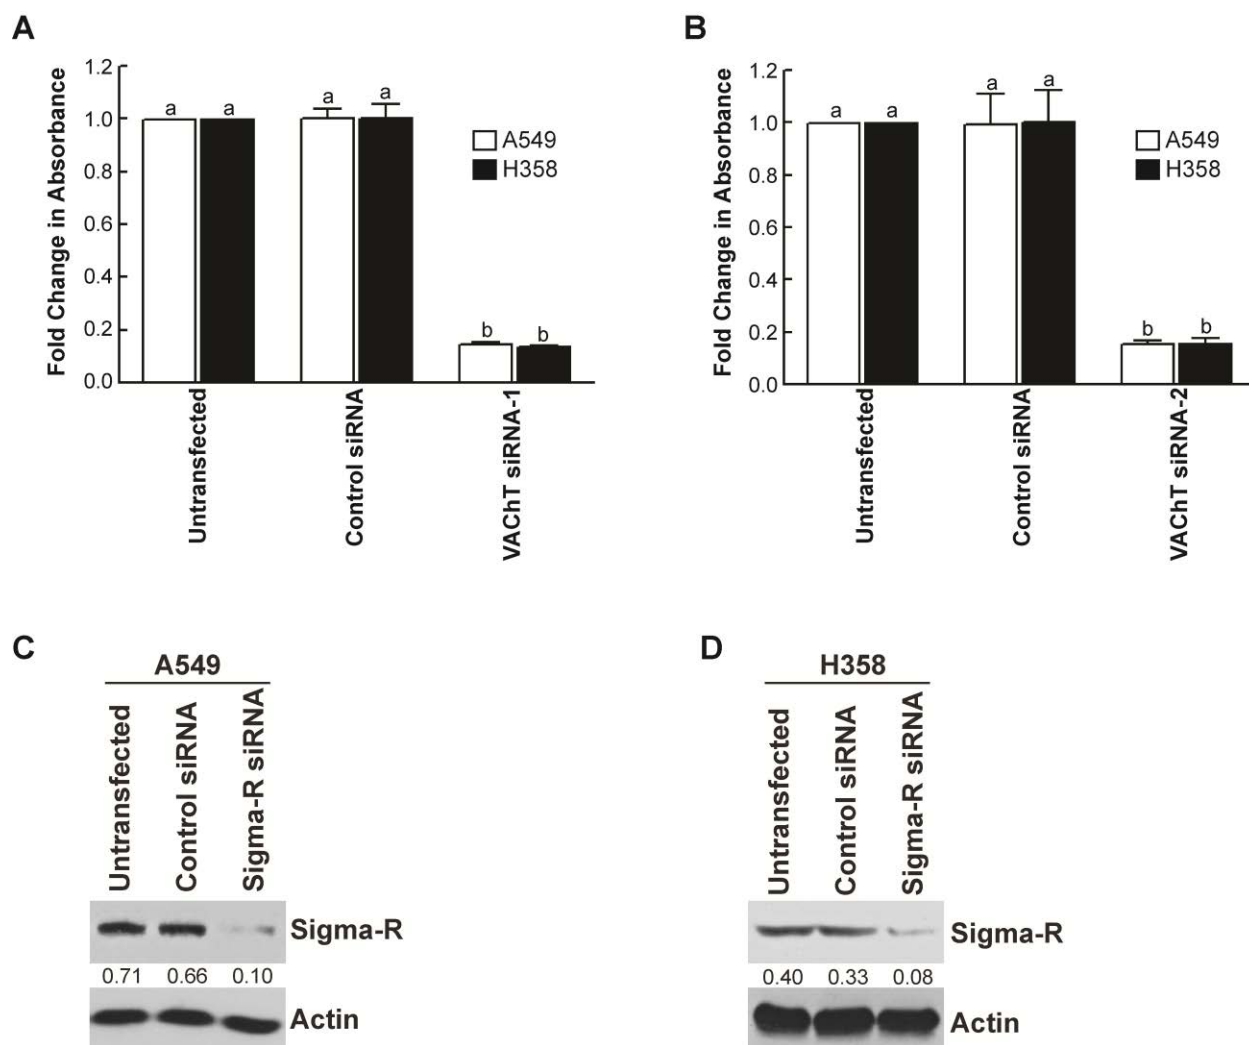 A
Fold Change in Absorbance
1.2
1.0
0.8
0.6
0.4
0.2
0.0
a a a a b b
A549
H358
Untransfected
Control siRNA
VAChT siRNA-1
B
Fold Change in Absorbance
1.2
1.0
0.8
0.6
0.4
0.2
0.0
a a a a b b
A549
H358
Untransfected
Control siRNA
VAChT siRNA-2
C
A549
Untransfected
Control siRNA
Sigma-R siRNA
Sigma-R
0.71 0.66 0.10
Actin
D
H358
Untransfected
Control siRNA
Sigma-R siRNA
Sigma-R
0.40 0.33 0.08
Actin